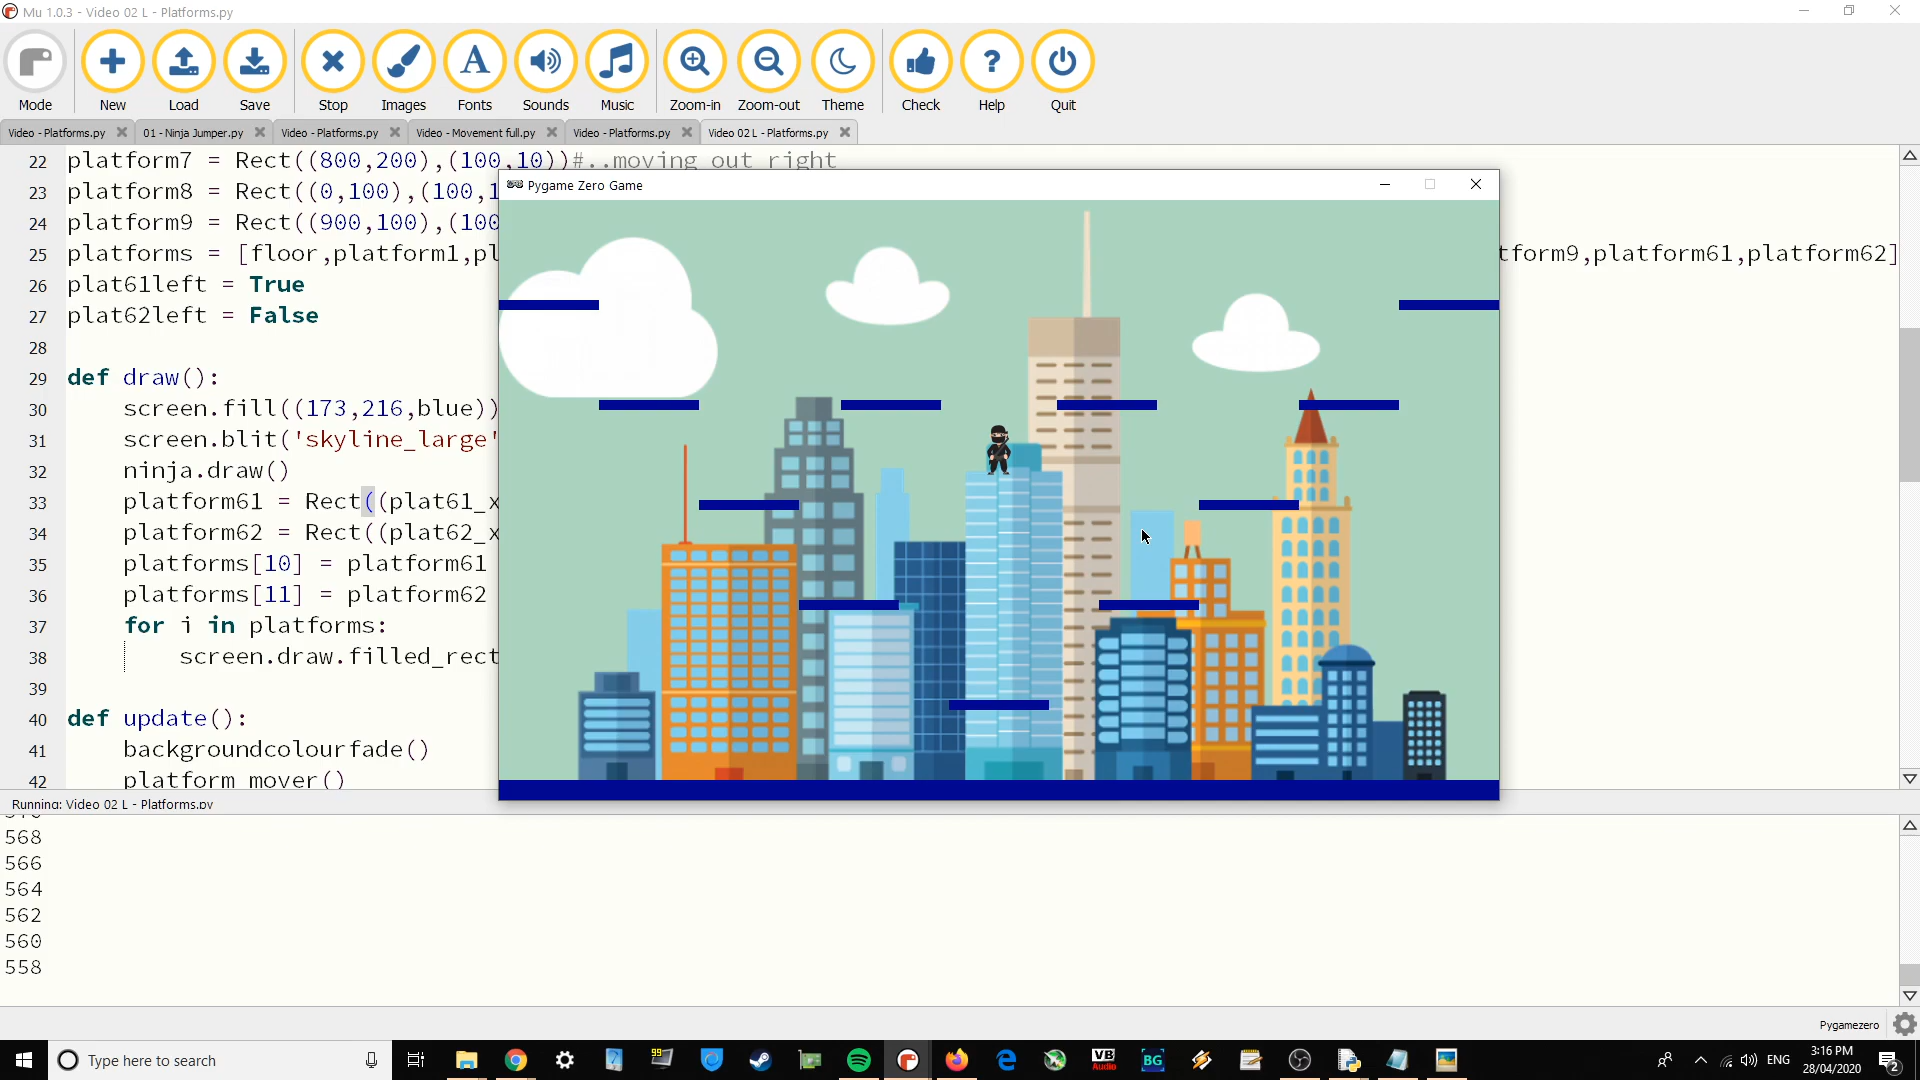 Mu 1.0.3 - Video 02 L - Platforms.py
Mode New Load Save Stop Images Fonts Sounds Music Zoom-in Zoom-out Theme Check Help Quit
Video - Platforms.py 01 - Ninja Jumper.py Video - Platforms.py Video - Movement full.py Video - Platforms.py Video 02 L - Platforms.py
22 platform7 = Rect((800,200),(100,10))#..moving out right
Pygame Zero Game
23 platform8 = Rect((0,100),(100,1
24 platform9 = Rect((900,100),(100
25 platforms = [floor,platform1,pl tform9,platform61,platform62]
26 plat61left = True
27 plat62left = False
28
29 def draw():
30 screen.fill((173,216,blue))
31 screen.blit('skyline_large'
32 ninja.draw()
33 platform61 = Rect((plat61_x
34 platform62 = Rect((plat62_x
35 platforms[10] = platform61
36 platforms[11] = platform62
37 for i in platforms:
38 screen.draw.filled_rect
39
40 def update():
41 backgroundcolourfade()
42 platform_mover()
Running: Video 02 L - Platforms.py
568
566
564
562
560
558
Pygamezero
Type here to search
99
VB
Audio
BG
ENG
3:16 PM
28/04/2020
2